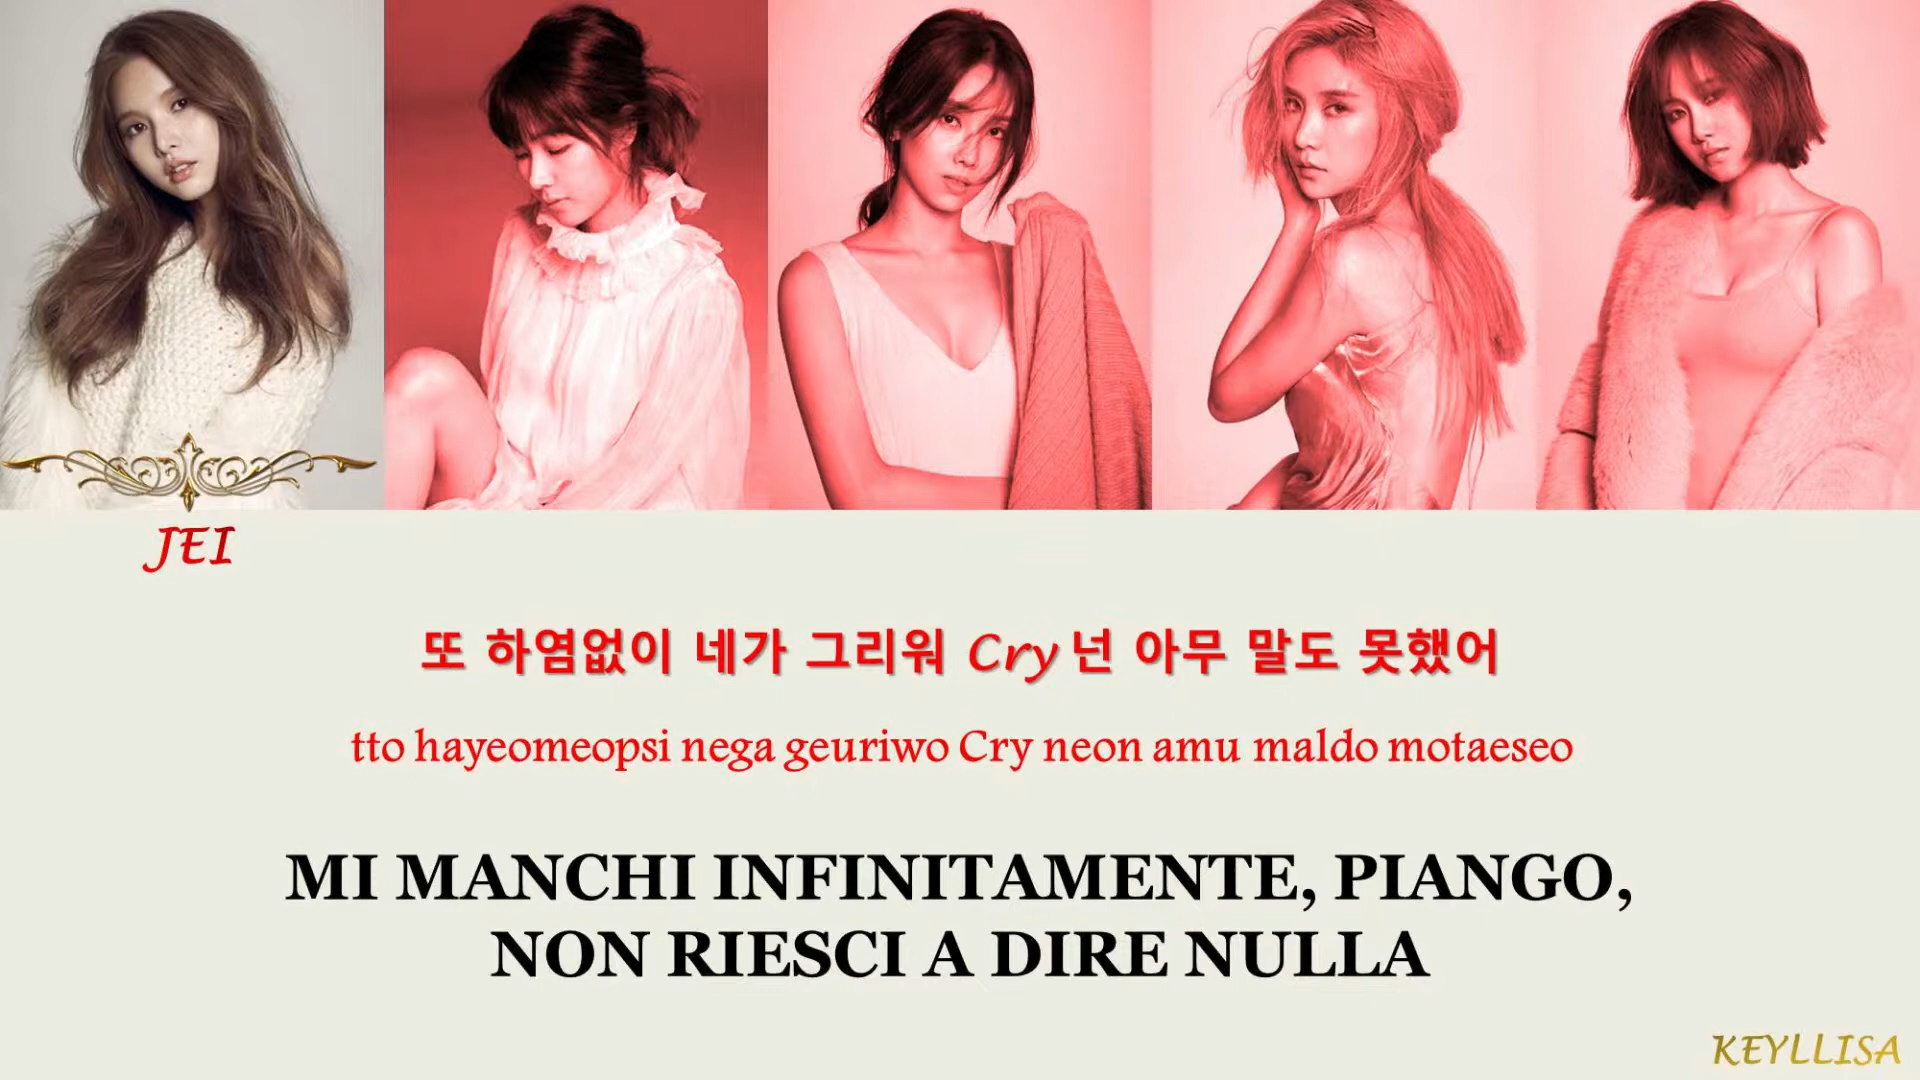 JEI
또 하염없이 네가 그리워 Cry 넌 아무 말도 못했어
tto hayeomeopsi nega geuriwo Cry neon amu maldo motaeseo
MI MANCHI INFINITAMENTE, PIANGO,
NON RIESCI A DIRE NULLA
KEYLLISA